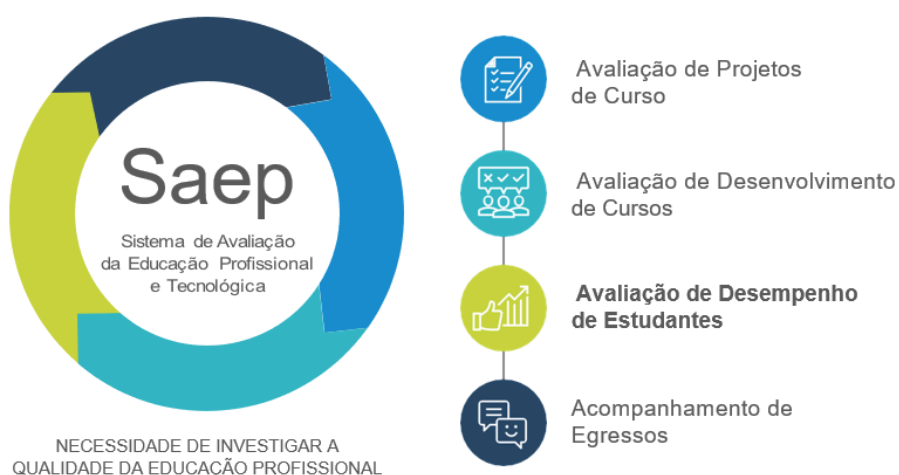 Saep
Sistema de Avaliação
da Educação Profissional
e Tecnológica
NECESSIDADE DE INVESTIGAR A
QUALIDADE DA EDUCAÇÃO PROFISSIONAL
Avaliação de Projetos
de Curso
Avaliação de Desenvolvimento
de Cursos
Avaliação de Desempenho
de Estudantes
Acompanhamento de
Egressos